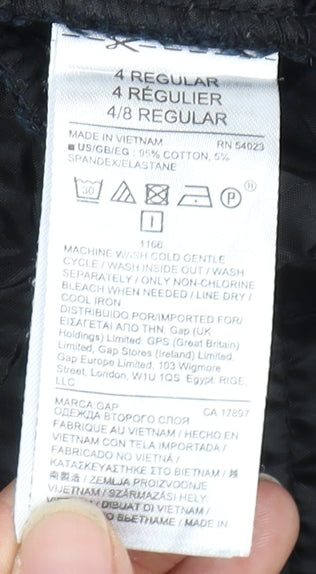 4 REGULAR
4 RÉGULIER
4/8 REGULAR
MADE IN VIETNAM RN 54023
■ US/GB/EG : 95% COTTON, 5%
SPANDEX/ELASTANE
30 P ®
I
1166
MACHINE WASH COLD GENTLE
CYCLE / WASH INSIDE OUT / WASH
SEPARATELY / ONLY NON-CHLORINE
BLEACH WHEN NEEDED / LINE DRY /
COOL IRON
DISTRIBUIDO POR/IMPORTED FOR/
ΕΙΣΑΓΕΤΑΙ ΑΠΟ ΤΗΝ: Gap (UK
Holdings) Limited. GPS (Great Britain)
Limited, Gap Stores (Ireland) Limited.
Gap Europe Limited. 103 Wigmore
Street, London, W1U 1QS Egypt. RIGE,
LLC
MARCA:GAP CA 17897
ОДЕЖДА ВТОРОГО СЛОЯ
FABRIQUE AU VIETNAM / HECHO EN
VIETNAM CON TELA IMPORTADA /
FABRICADO NO VIETNÃ /
ΚΑΤΑΣΚΕΥΑΣΤΗΚΕ ΣΤΟ ΒΙΕΤΝΑΜ / 越
南製造 / ZEMLJA PROIZVODNJE
VIETNAM / SZÁRMAZÁSI HELY:
DIBUAT DI VIETNAM /
ВЬЕТНАМЕ / MADE IN